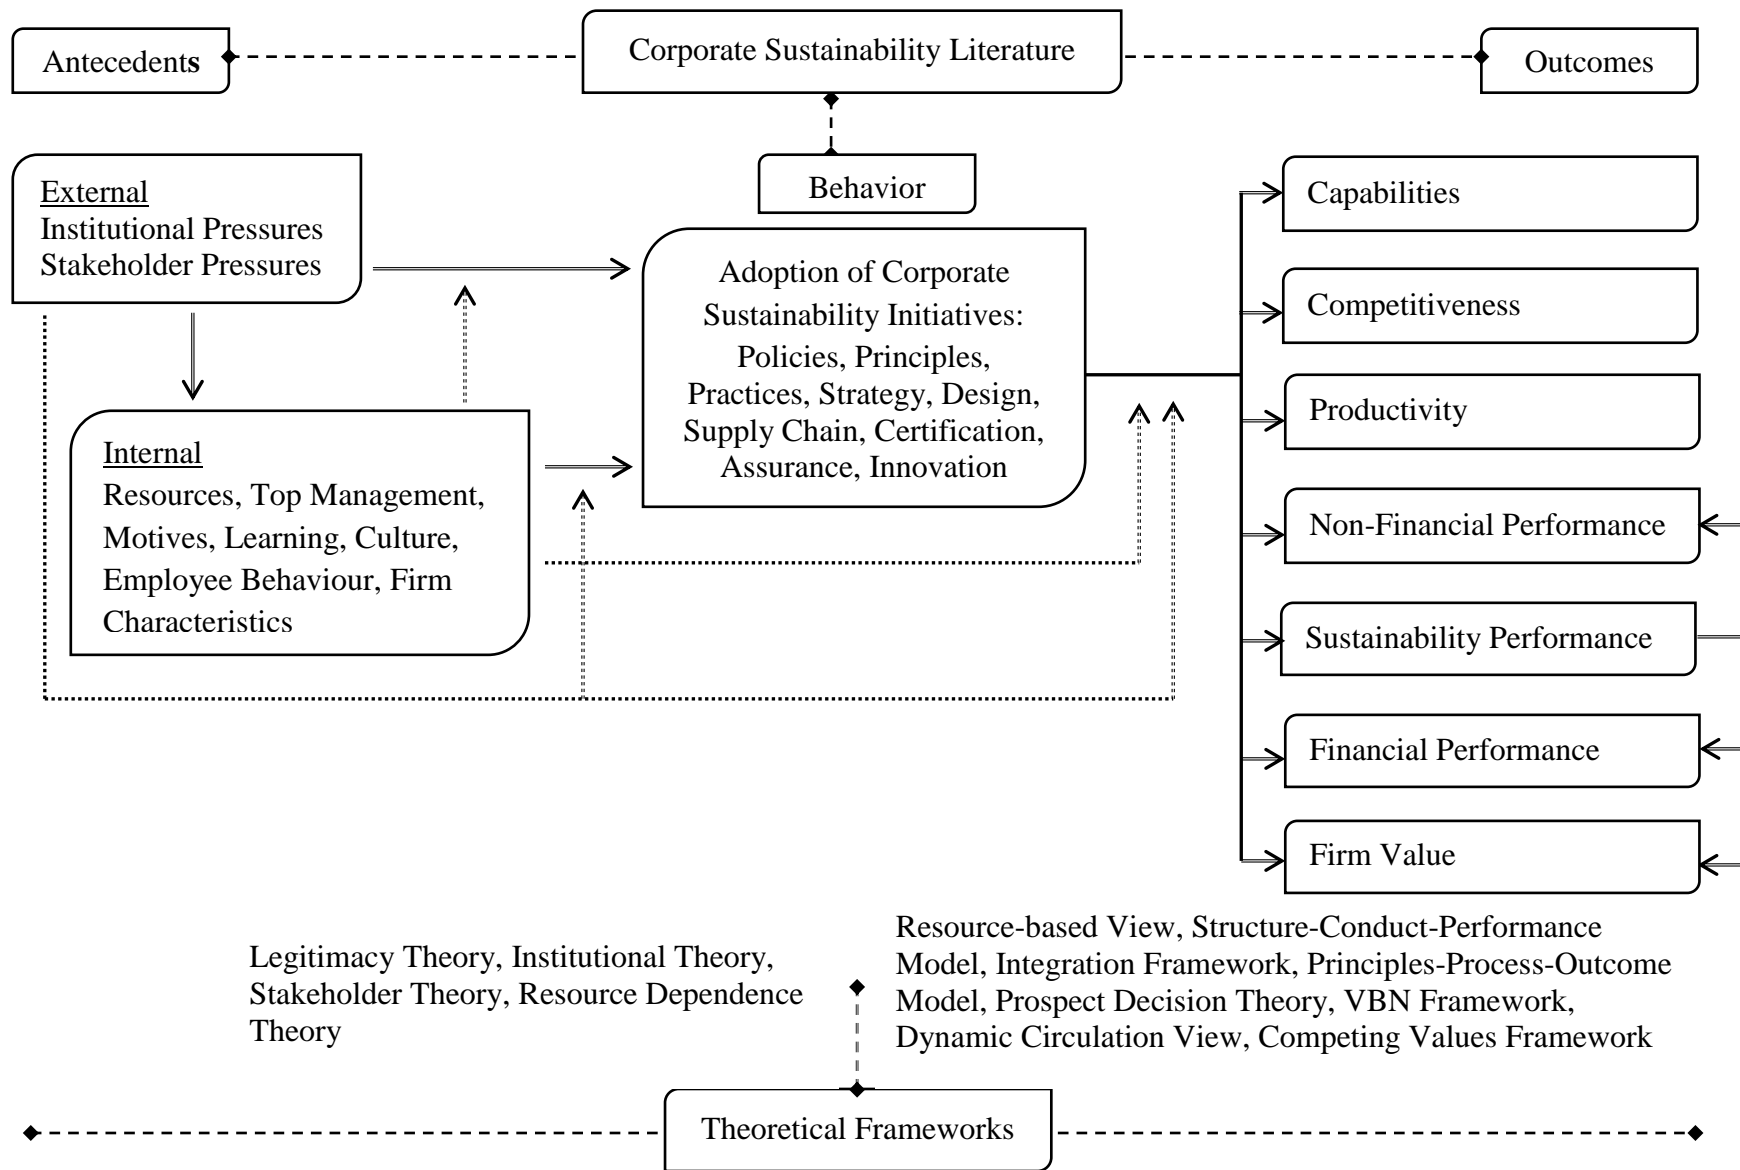 Antecedents
Corporate Sustainability Literature
Outcomes
External
Institutional Pressures
Stakeholder Pressures
Internal
Resources, Top Management,
Motives, Learning, Culture,
Employee Behaviour, Firm
Characteristics
Behavior
Adoption of Corporate
Sustainability Initiatives:
Policies, Principles,
Practices, Strategy, Design,
Supply Chain, Certification,
Assurance, Innovation
Capabilities
Competitiveness
Productivity
Non-Financial Performance
Sustainability Performance
Financial Performance
Firm Value
Legitimacy Theory, Institutional Theory,
Stakeholder Theory, Resource Dependence
Theory
Resource-based View, Structure-Conduct-Performance
Model, Integration Framework, Principles-Process-Outcome
Model, Prospect Decision Theory, VBN Framework,
Dynamic Circulation View, Competing Values Framework
Theoretical Frameworks